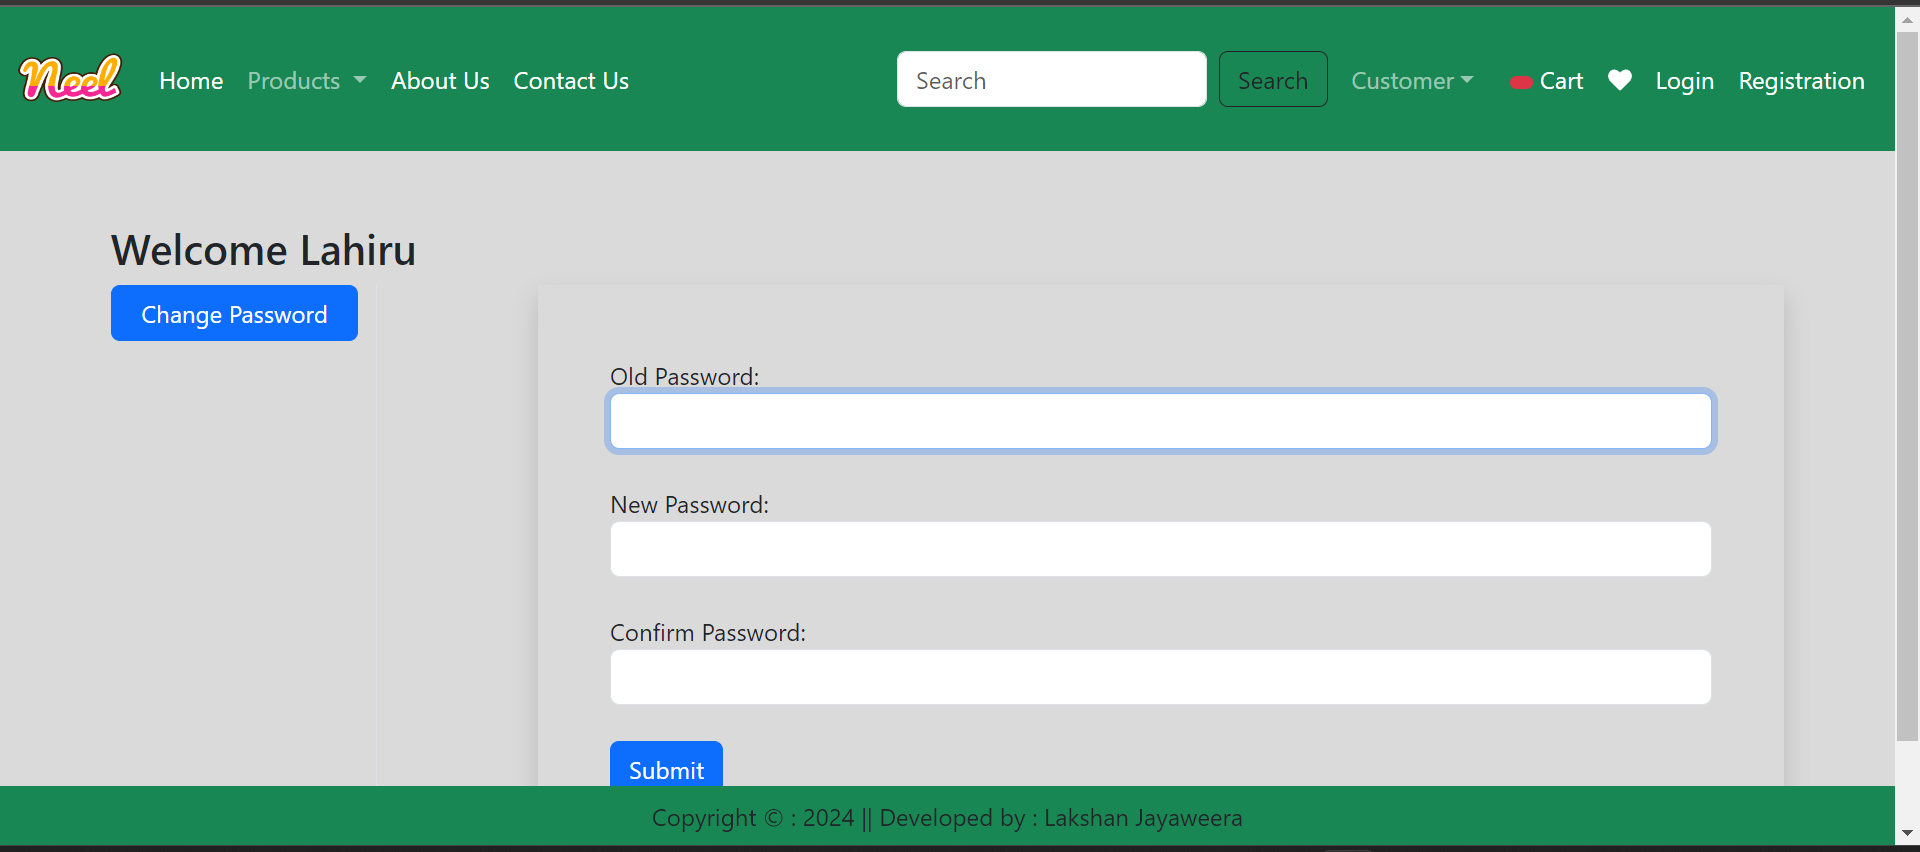 Neel Home Products About Us Contact Us Search Search Customer Cart Login Registration
Welcome Lahiru
Change Password
Old Password:
New Password:
Confirm Password:
Submit
Copyright © : 2024 || Developed by : Lakshan Jayaweera